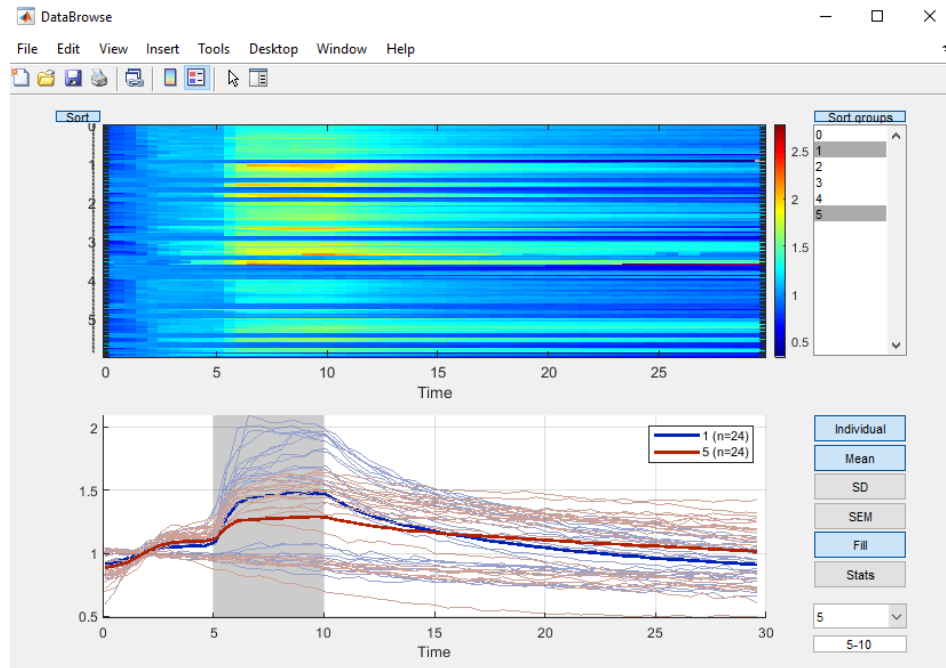 DataBrowse
File Edit View Insert Tools Desktop Window Help
Sort
Sort groups
0
1
2
3
4
5
0
1
2
3
4
5
2.5
2
1.5
1
0.5
0 5 10 15 20 25
Time
2
1.5
1
0.5
1 (n=24)
5 (n=24)
0 5 10 15 20 25 30
Time
Individual
Mean
SD
SEM
Fill
Stats
5
5-10